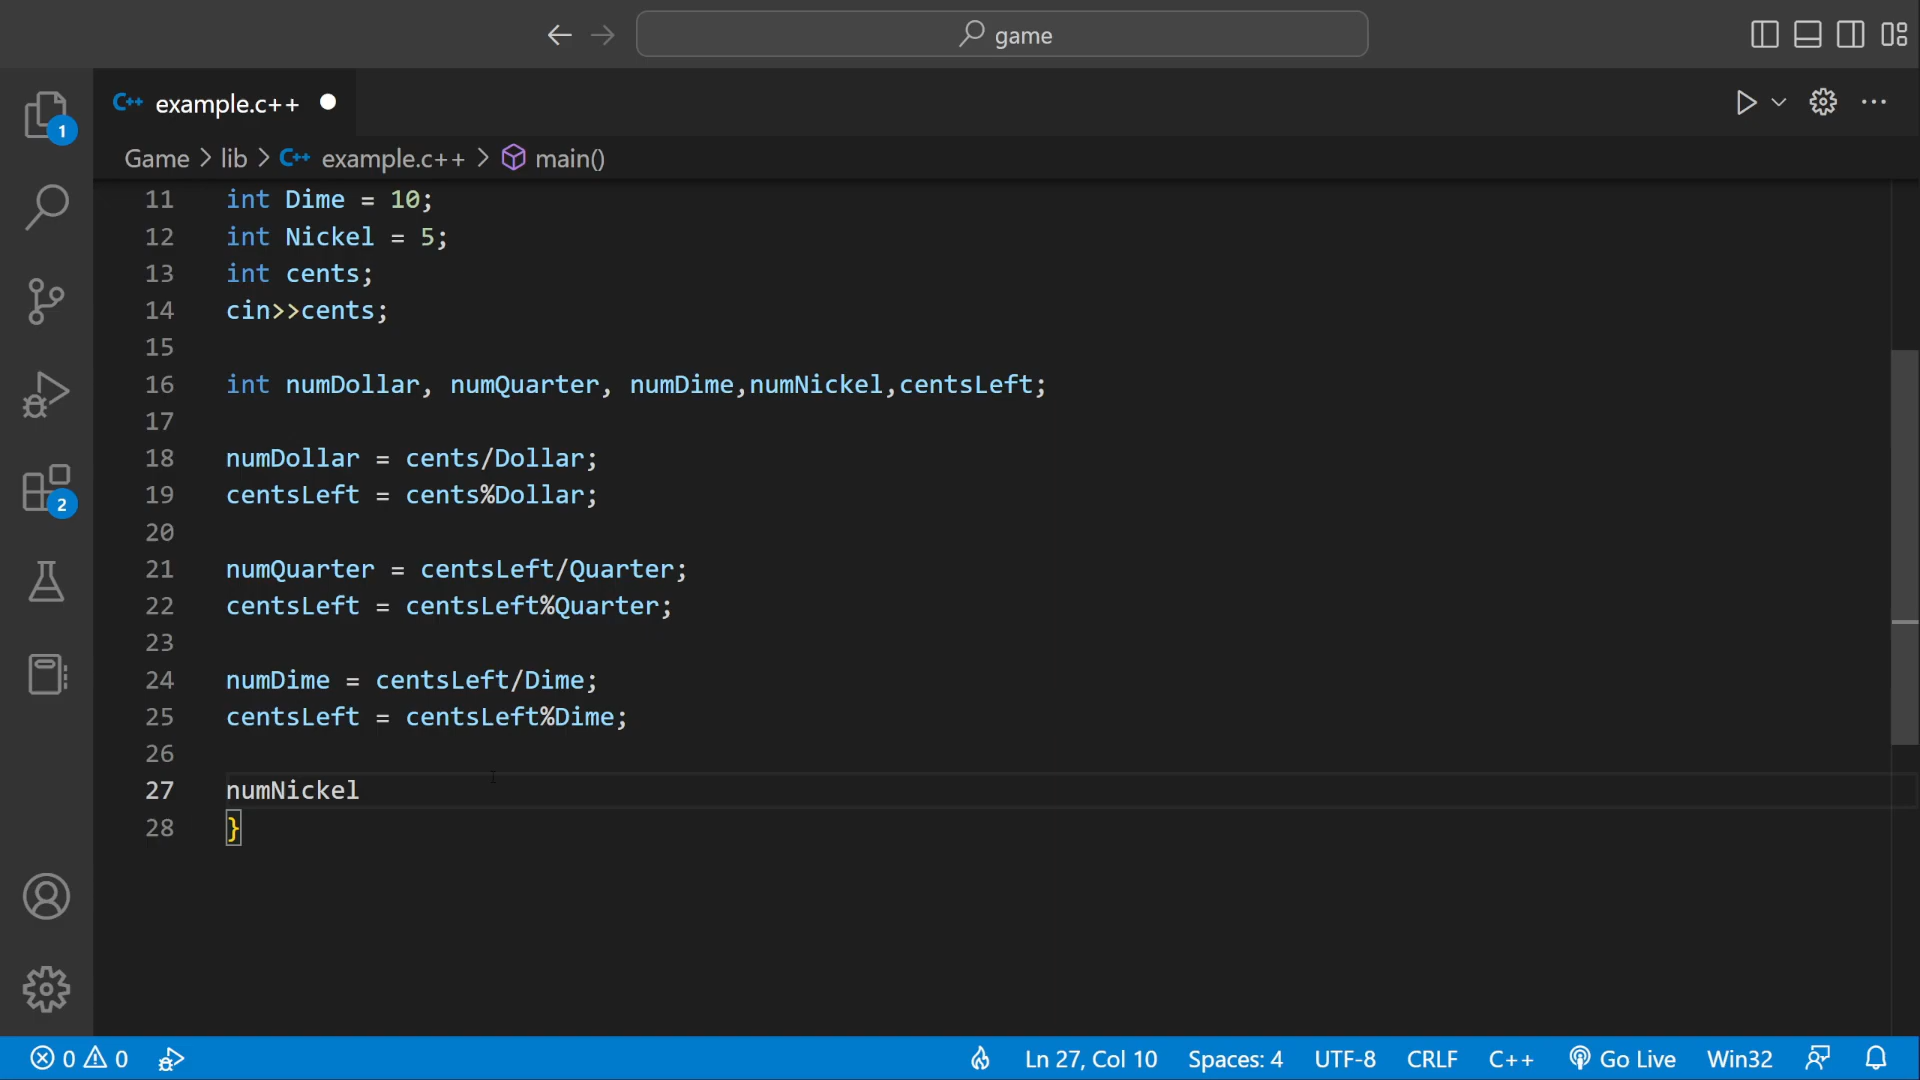 game
C++ example.c++
1
Game > lib > C++ example.c++ > main()
11 int Dime = 10;
12 int Nickel = 5;
13 int cents;
14 cin>>cents;
15
16 int numDollar, numQuarter, numDime,numNickel,centsLeft;
17
18 numDollar = cents/Dollar;
19 centsLeft = cents%Dollar;
20
21 numQuarter = centsLeft/Quarter;
22 centsLeft = centsLeft%Quarter;
23
24 numDime = centsLeft/Dime;
25 centsLeft = centsLeft%Dime;
26
27 numNickel
28 }
2
0 0 Ln 27, Col 10 Spaces: 4 UTF-8 CRLF C++ Go Live Win32